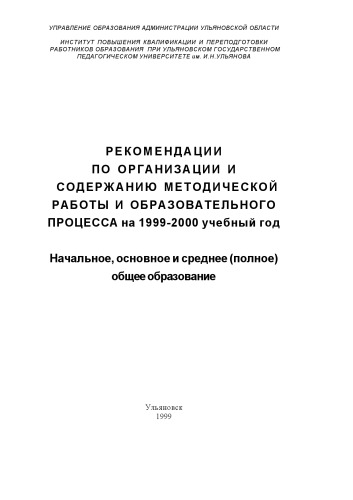 УПРАВЛЕНИЕ ОБРАЗОВАНИЯ АДМИНИСТРАЦИИ УЛЬЯНОВСКОЙ ОБЛАСТИ
ИНСТИТУТ ПОВЫШЕНИЯ КВАЛИФИКАЦИИ И ПЕРЕПОДГОТОВКИ
РАБОТНИКОВ ОБРАЗОВАНИЯ ПРИ УЛЬЯНОВСКОМ ГОСУДАРСТВЕННОМ
ПЕДАГОГИЧЕСКОМ УНИВЕРСИТЕТЕ им. И.Н.УЛЬЯНОВА
РЕКОМЕНДАЦИИ
ПО ОРГАНИЗАЦИИ И
СОДЕРЖАНИЮ МЕТОДИЧЕСКОЙ
РАБОТЫ И ОБРАЗОВАТЕЛЬНОГО
ПРОЦЕССА на 1999-2000 учебный год
Начальное, основное и среднее (полное)
общее образование
Ульяновск
1999